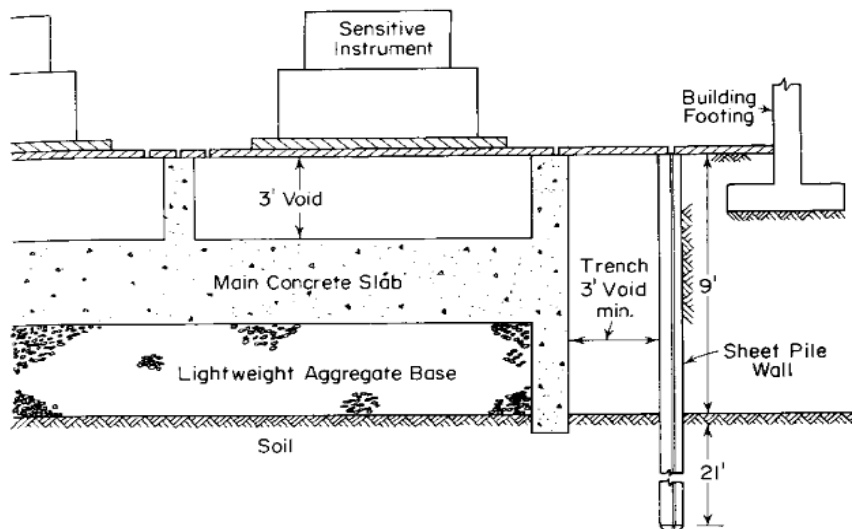 Sensitive
Instrument
Building
Footing
3' Void
Main Concrete Slab
Trench
3' Void
min.
9'
Lightweight Aggregate Base
Sheet Pile
Wall
Soil
21'